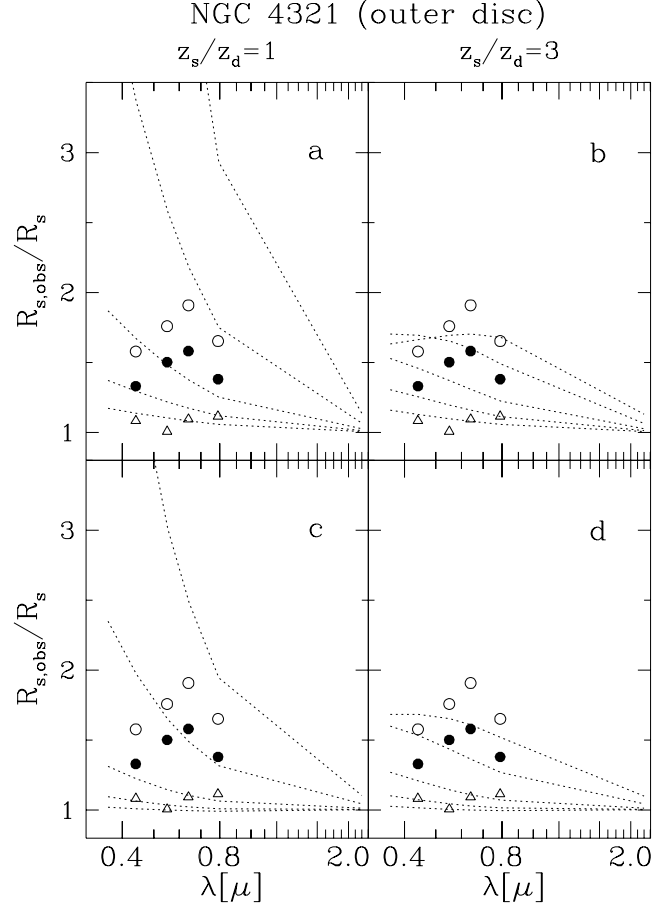 NGC 4321 (outer disc)
z_s/z_d=1 z_s/z_d=3
a b
3
2
1
R_s,obs/R_s
c d
3
2
1
R_s,obs/R_s
0.4 0.8 2.0 0.4 0.8 2.0
λ[μ] λ[μ]